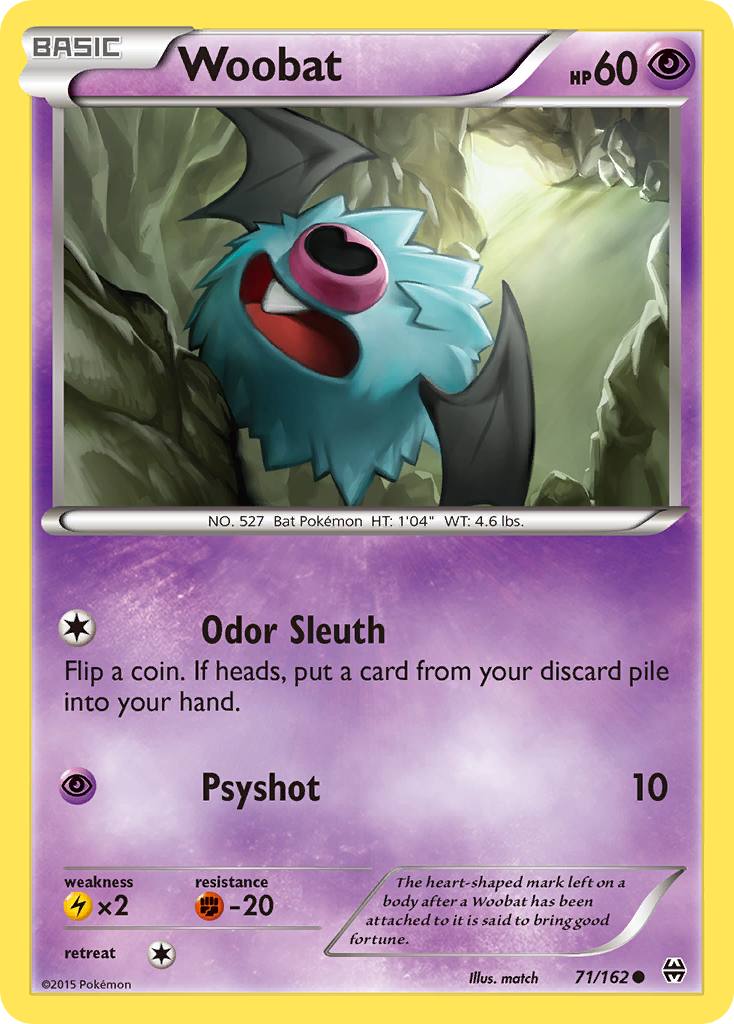 BASIC
Woobat
HP60
NO. 527 Bat Pokémon HT: 1'04" WT: 4.6 lbs.
Odor Sleuth
Flip a coin. If heads, put a card from your discard pile
into your hand.
Psyshot 10
weakness resistance
×2 -20
retreat
The heart-shaped mark left on a
body after a Woobat has been
attached to it is said to bring good
fortune.
©2015 Pokémon
Illus. match 71/162